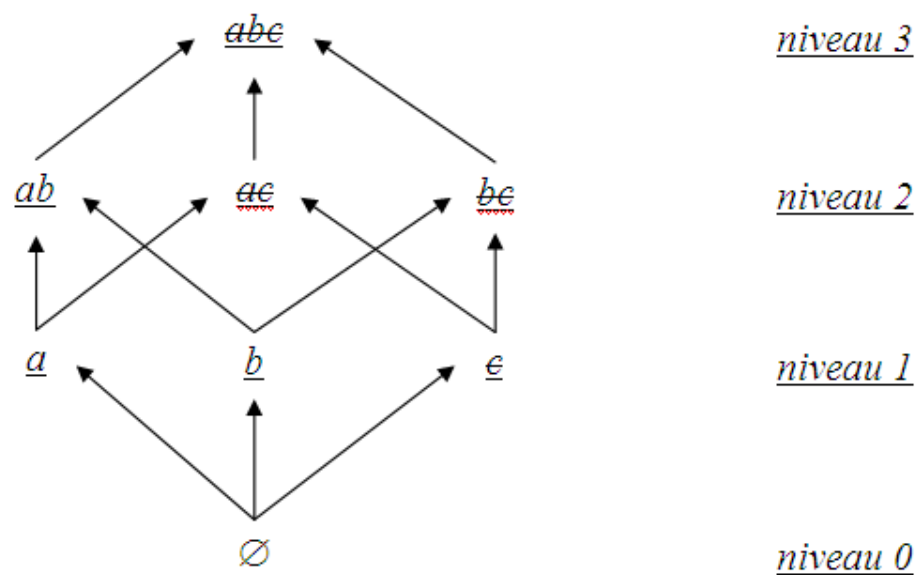 abc niveau 3
ab ac bc niveau 2
a b c niveau 1
∅ niveau 0